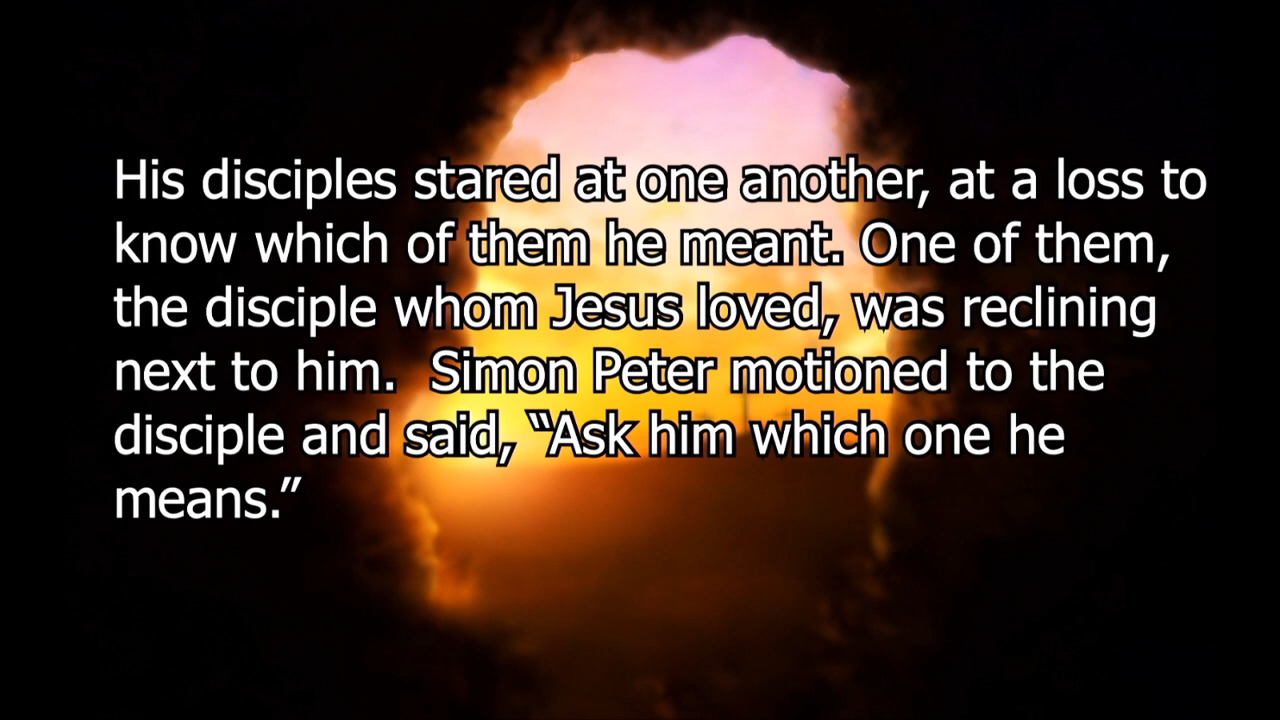 His disciples stared at one another, at a loss to
know which of them he meant. One of them,
the disciple whom Jesus loved, was reclining
next to him.  Simon Peter motioned to the
disciple and said, “Ask him which one he
means.”